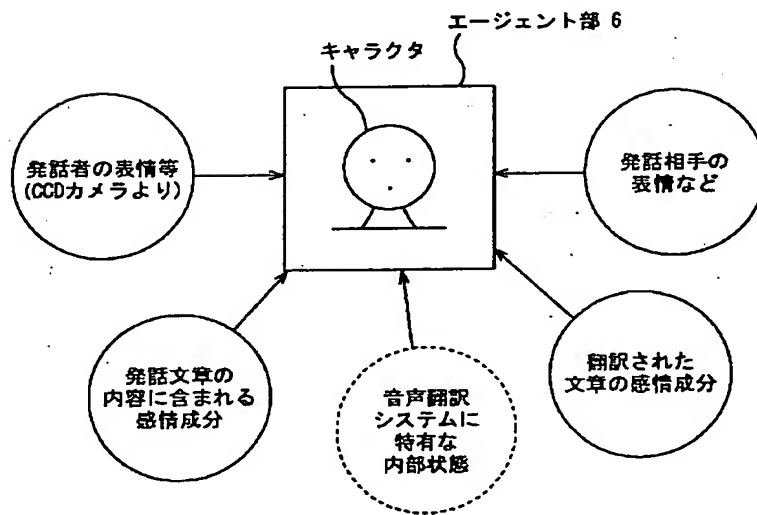 エージェント部 6
キャラクタ
発話者の表情等
(CCDカメラより)
発話相手の
表情など
発話文章の
内容に含まれる
感情成分
音声翻訳
システムに
特有な
内部状態
翻訳された
文章の感情成分